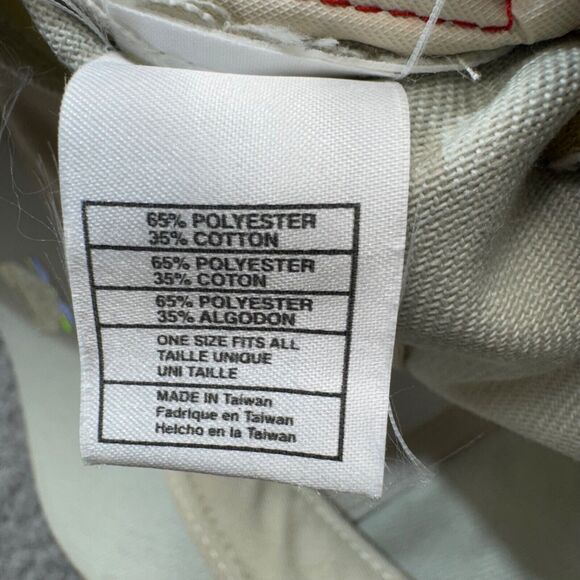 65% POLYESTER
35% COTTON
65% POLYESTER
35% COTON
65% POLYESTER
35% ALGODON
ONE SIZE FITS ALL
TAILLE UNIQUE
UNI TAILLE
MADE IN Taiwan
Fadrique en Taiwan
Helcho en la Taiwan